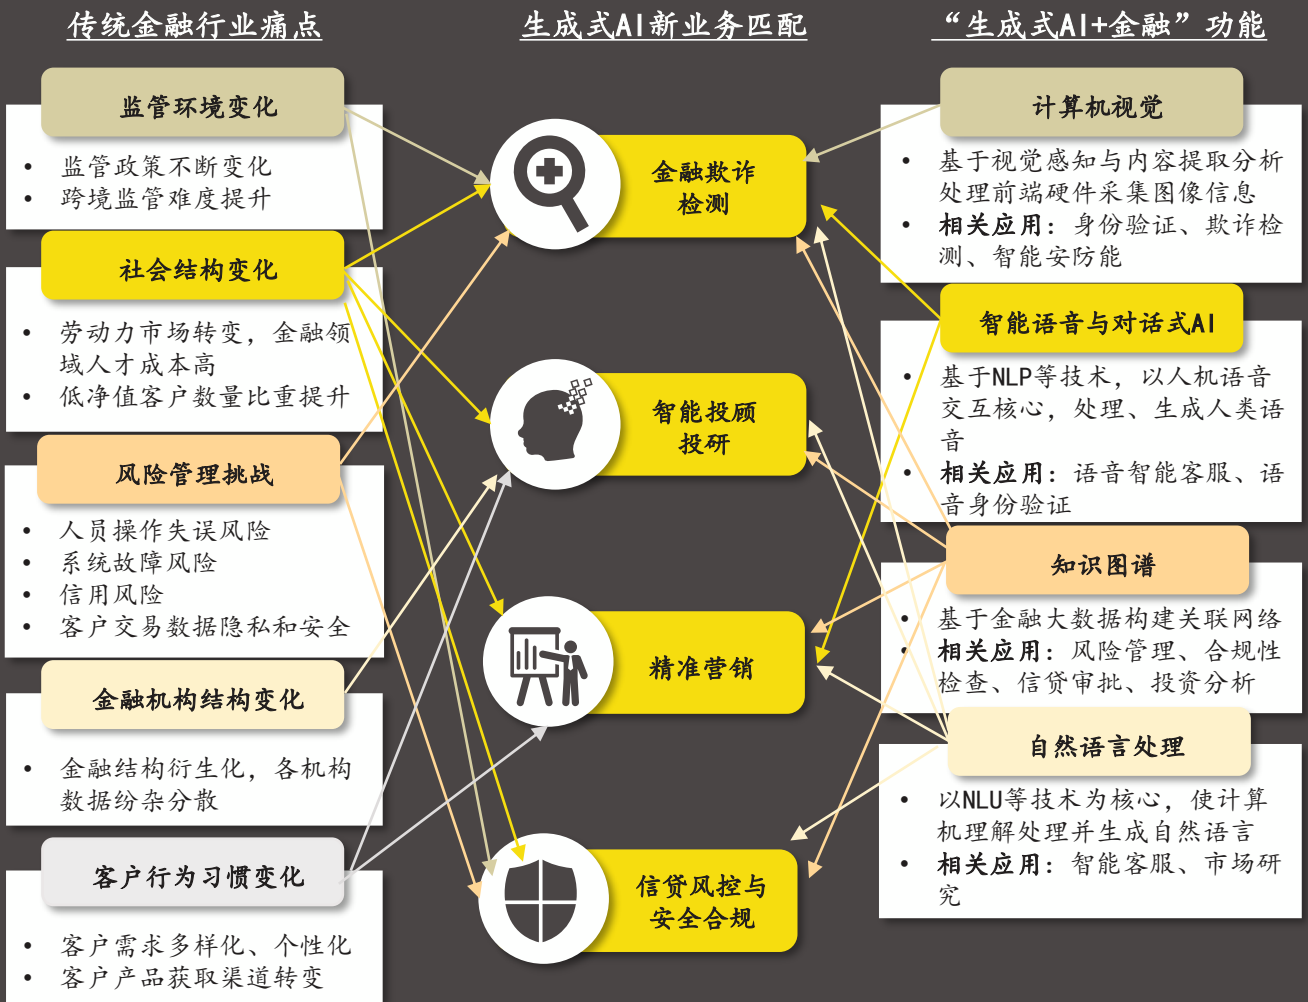 传统金融行业痛点
监管环境变化
• 监管政策不断变化
• 跨境监管难度提升
社会结构变化
• 劳动力市场转变，金融领
域人才成本高
• 低净值客户数量比重提升
风险管理挑战
• 人员操作失误风险
• 系统故障风险
• 信用风险
• 客户交易数据隐私和安全
金融机构结构变化
• 金融结构衍生化，各机构
数据纷杂分散
客户行为习惯变化
• 客户需求多样化、个性化
• 客户产品获取渠道转变
生成式AI新业务匹配
金融欺诈
检测
智能投顾
投研
精准营销
信贷风控与
安全合规
“生成式AI+金融”功能
计算机视觉
• 基于视觉感知与内容提取分析
处理前端硬件采集图像信息
• 相关应用：身份验证、欺诈检
测、智能安防能
智能语音与对话式AI
• 基于NLP等技术，以人机语音
交互核心，处理、生成人类语
音
• 相关应用：语音智能客服、语
音身份验证
知识图谱
• 基于金融大数据构建关联网络
• 相关应用：风险管理、合规性
检查、信贷审批、投资分析
自然语言处理
• 以NLU等技术为核心，使计算
机理解处理并生成自然语言
• 相关应用：智能客服、市场研
究